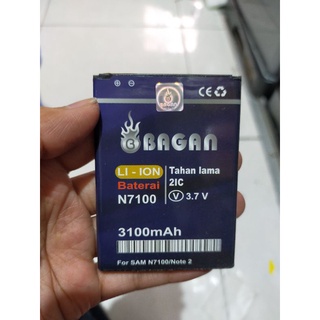 BAGAN
LI - ION
Baterai
N7100
Tahan lama
2IC
V 3.7 V
3100mAh
For SAM N7100/Note 2